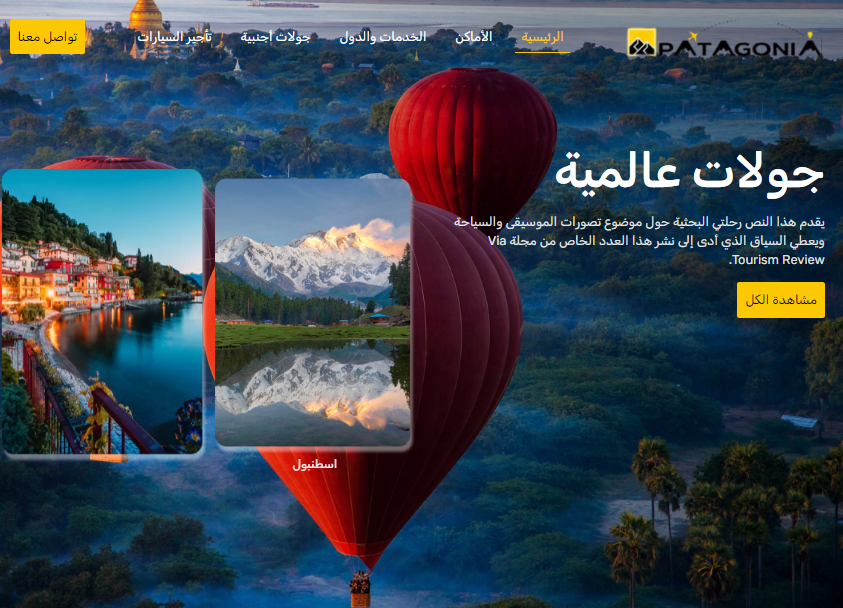 PATAGONIA
الرئيسية
الأماكن
الخدمات والدول
جولات أجنبية
تأجير السيارات
تواصل معنا
جولات عالمية
يقدم هذا النص رحلتي البحثية حول موضوع تصورات الموسيقى والسياحة
ويعطي السياق الذي أدى إلى نشر هذا العدد الخاص من مجلة Via
Tourism Review.
مشاهدة الكل
اسطنبول